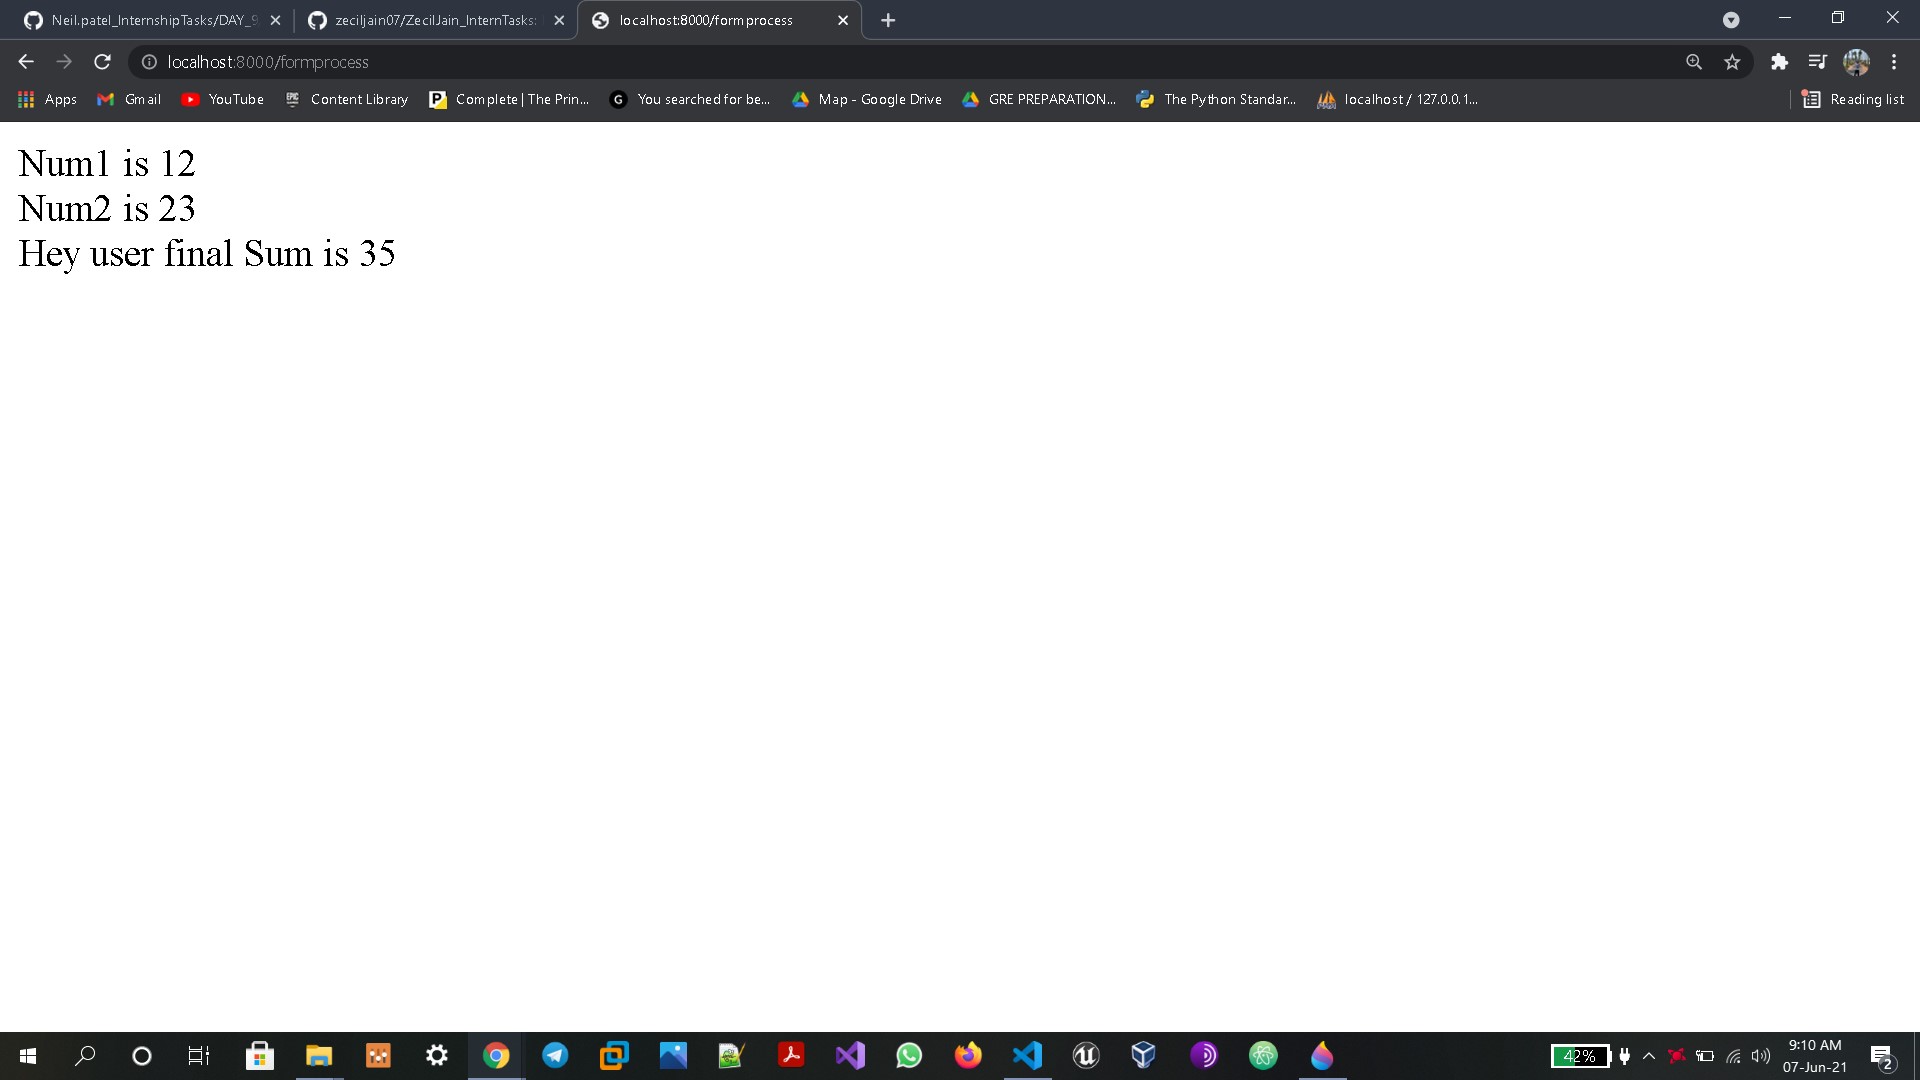 Neil.patel_InternshipTasks/DAY_9
zeciljain07/ZecilJain_InternTasks:
localhost:8000/formprocess
localhost:8000/formprocess
Apps
Gmail
YouTube
EPIC
Content Library
P
Complete | The Prin...
G
You searched for be...
Map - Google Drive
GRE PREPARATION...
The Python Standar...
localhost / 127.0.0.1...
Reading list
Num1 is 12
Num2 is 23
Hey user final Sum is 35
42%
9:10 AM
07-Jun-21
2